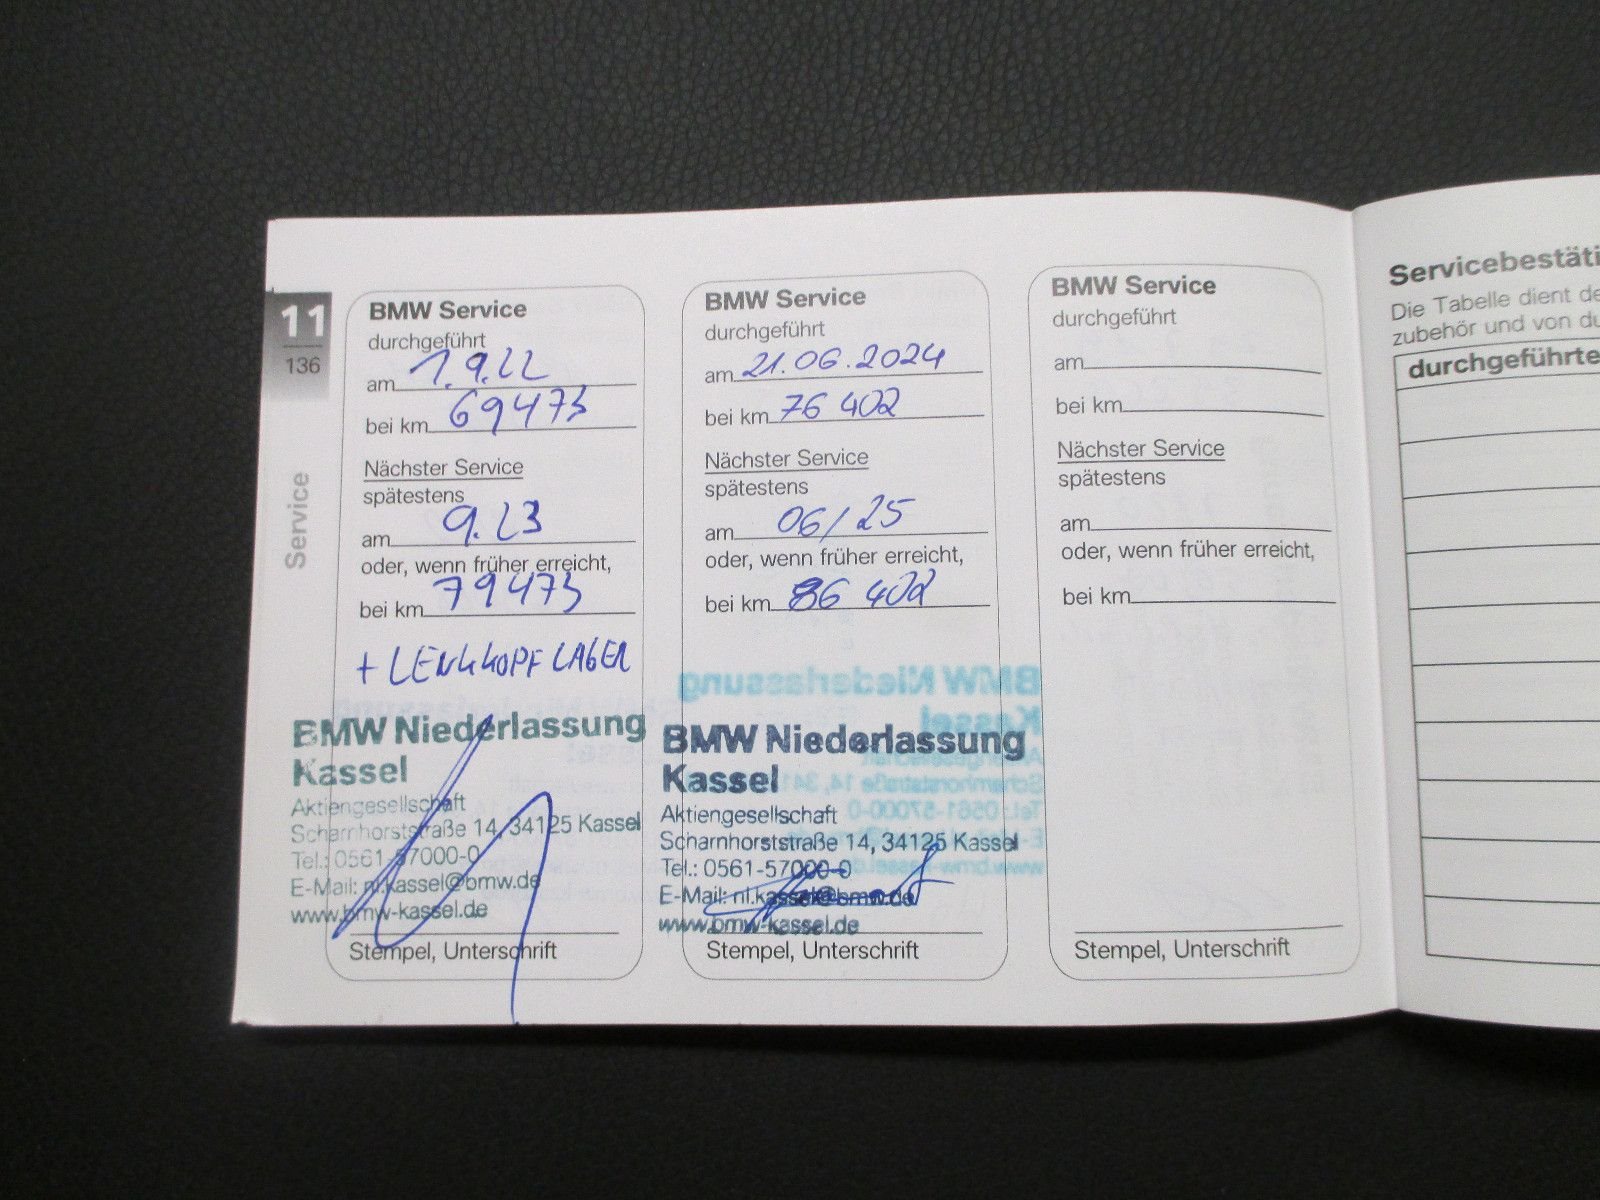 11
136
Service
BMW Service
durchgeführt
am 1.9.22
bei km 69473
Nächster Service
spätestens
am 9.23
oder, wenn früher erreicht,
bei km 79473
+ LENKKOPFLAGER
BMW Niederlassung
Kassel
Aktiengesellschaft
Scharnhorststraße 14, 34125 Kassel
Tel.: 0561-57000-0
E-Mail: nl.kassel@bmw.de
www.bmw-kassel.de
Stempel, Unterschrift
BMW Service
durchgeführt
am 21.06.2024
bei km 76 402
Nächster Service
spätestens
am 06/25
oder, wenn früher erreicht,
bei km 86 402
BMW Niederlassung
Kassel
Aktiengesellschaft
Scharnhorststraße 14, 34125 Kassel
Tel.: 0561-57000-0
E-Mail: nl.kassel@bmw.de
www.bmw-kassel.de
Stempel, Unterschrift
BMW Service
durchgeführt
am
bei km
Nächster Service
spätestens
am
oder, wenn früher erreicht,
bei km
Stempel, Unterschrift
Servicebestäti
Die Tabelle dient de
zubehör und von du
durchgeführte